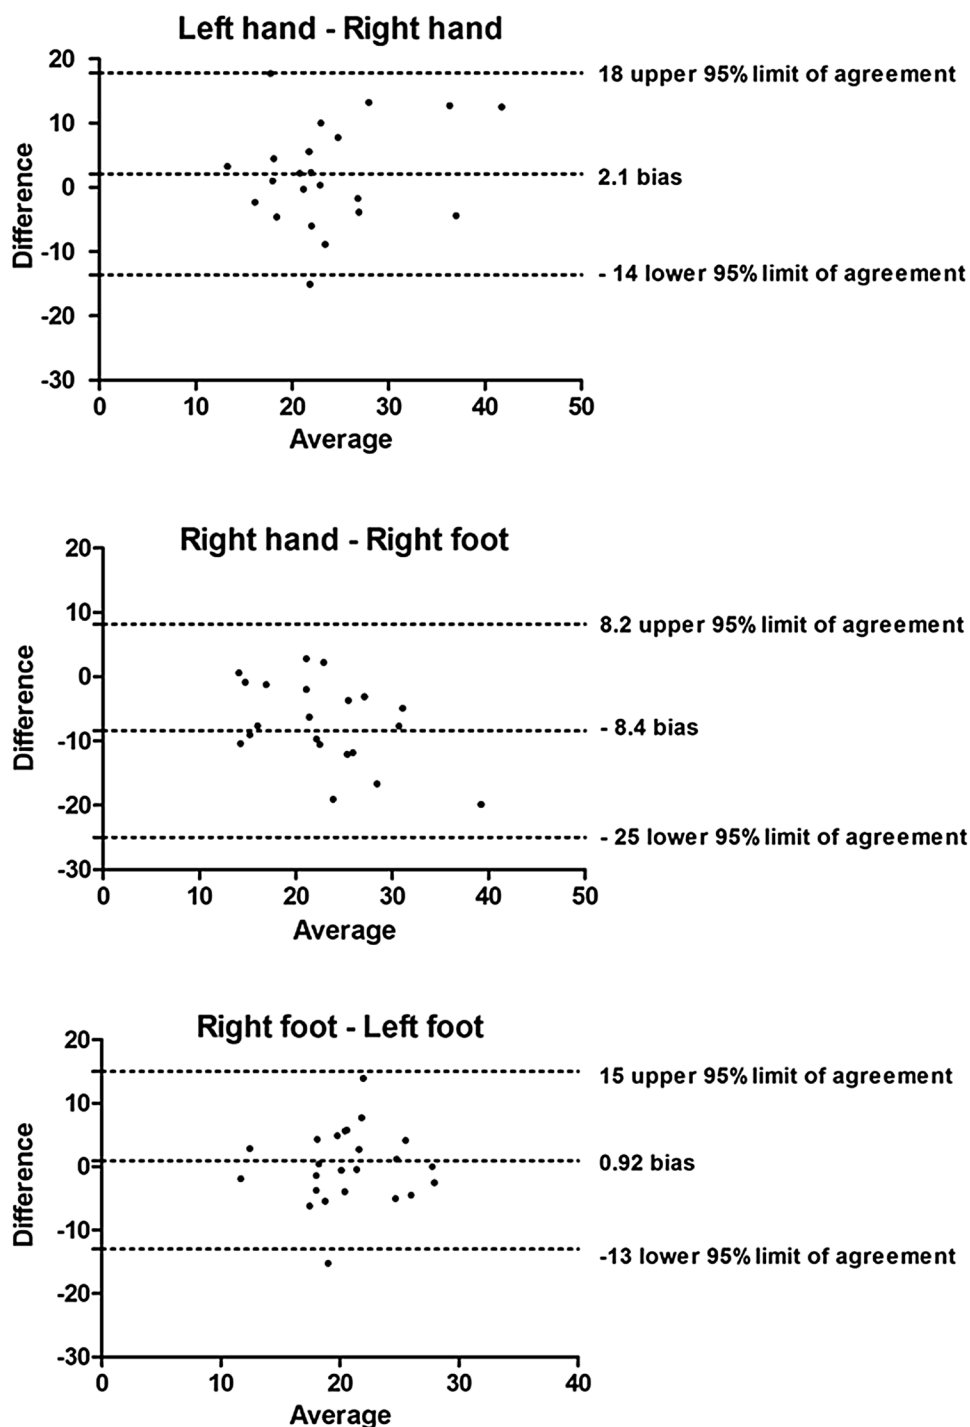 Left hand - Right hand
20
10
0
-10
-20
-30
Difference
18 upper 95% limit of agreement
2.1 bias
- 14 lower 95% limit of agreement
0 10 20 30 40 50
Average
Right hand - Right foot
20
10
0
-10
-20
-30
Difference
8.2 upper 95% limit of agreement
- 8.4 bias
- 25 lower 95% limit of agreement
0 10 20 30 40 50
Average
Right foot - Left foot
20
10
0
-10
-20
-30
Difference
15 upper 95% limit of agreement
0.92 bias
-13 lower 95% limit of agreement
0 10 20 30 40
Average